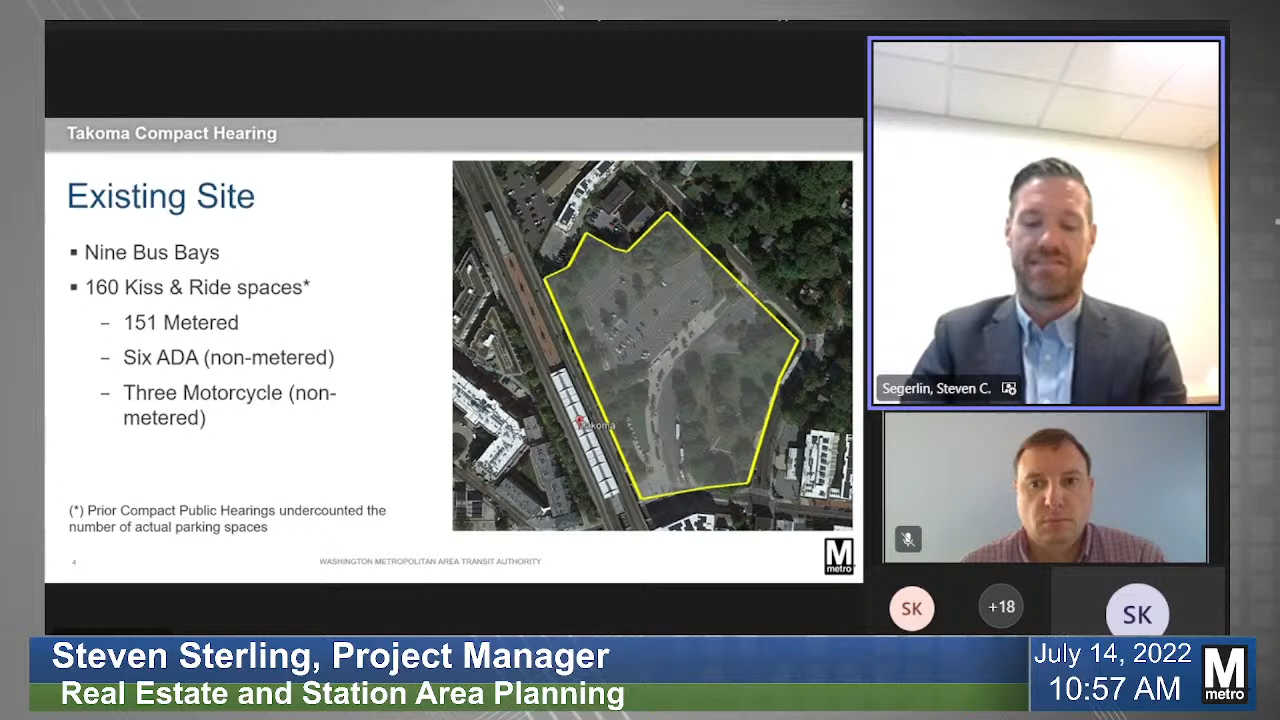 Takoma Compact Hearing
Existing Site
▪ Nine Bus Bays
▪ 160 Kiss & Ride spaces*
– 151 Metered
– Six ADA (non-metered)
– Three Motorcycle (non-
metered)
(*) Prior Compact Public Hearings undercounted the
number of actual parking spaces
4
WASHINGTON METROPOLITAN AREA TRANSIT AUTHORITY
M
metro
Takoma
Segerlin, Steven C.
SK
+18
SK
Steven Sterling, Project Manager
Real Estate and Station Area Planning
July 14, 2022
10:57 AM
M
metro